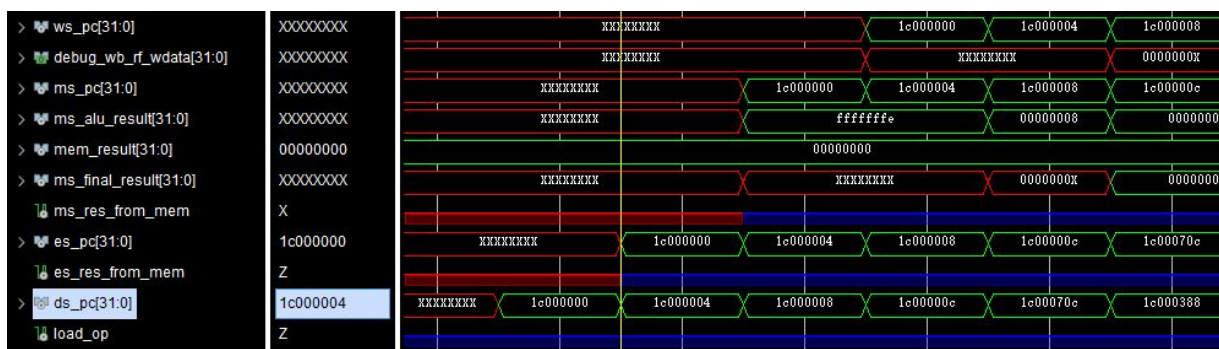 ws_pc[31:0] XXXXXXXX XXXXXXXX 1c000000 1c000004 1c000008
debug_wb_rf_wdata[31:0] XXXXXXXX XXXXXXXX XXXXXXXX 0000000X
ms_pc[31:0] XXXXXXXX XXXXXXXX 1c000000 1c000004 1c000008 1c00000c
ms_alu_result[31:0] XXXXXXXX XXXXXXXX fffffffe 00000008 0000000
mem_result[31:0] 00000000 00000000
ms_final_result[31:0] XXXXXXXX XXXXXXXX XXXXXXXX 0000000X 0000000
ms_res_from_mem X
es_pc[31:0] 1c000000 XXXXXXXX 1c000000 1c000004 1c000008 1c00000c 1c00070c
es_res_from_mem Z
ds_pc[31:0] 1c000004 XXXXXXXX 1c000000 1c000004 1c000008 1c00000c 1c00070c 1c000388
load_op Z